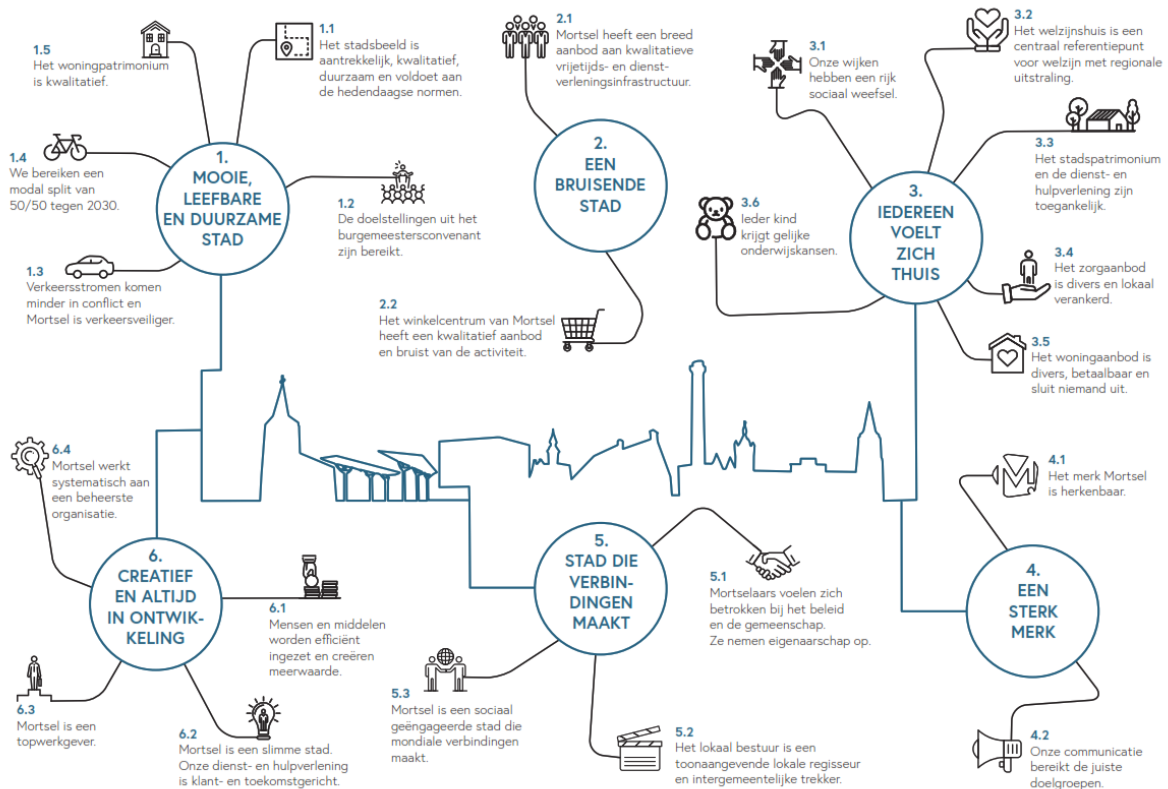 1.
MOOIE,
LEEFBARE
EN DUURZAME
STAD
1.1
Het stadsbeeld is
aantrekkelijk, kwalitatief,
duurzaam en voldoet aan
de hedendaagse normen.
1.2
De doelstellingen uit het
burgemeestersconvenant
zijn bereikt.
1.3
Verkeersstromen komen
minder in conflict en
Mortsel is verkeersveiliger.
1.4
We bereiken een
modal split van
50/50 tegen 2030.
1.5
Het woningpatrimonium
is kwalitatief.
2.
EEN
BRUISENDE
STAD
2.1
Mortsel heeft een breed
aanbod aan kwalitatieve
vrijetijds- en dienst-
verleningsinfrastructuur.
2.2
Het winkelcentrum van Mortsel
heeft een kwalitatief aanbod
en bruist van de activiteit.
3.
IEDEREEN
VOELT
ZICH
THUIS
3.1
Onze wijken
hebben een rijk
sociaal weefsel.
3.2
Het welzijnshuis is een
centraal referentiepunt
voor welzijn met regionale
uitstraling.
3.3
Het stadspatrimonium
en de dienst- en
hulpverlening zijn
toegankelijk.
3.4
Het zorgaanbod
is divers en lokaal
verankerd.
3.5
Het woningaanbod is
divers, betaalbaar en
sluit niemand uit.
3.6
Ieder kind
krijgt gelijke
onderwijskansen.
4.
EEN
STERK
MERK
4.1
Het merk Mortsel
is herkenbaar.
4.2
Onze communicatie
bereikt de juiste
doelgroepen.
5.
STAD DIE
VERBIN-
DINGEN
MAAKT
5.1
Mortselaars voelen zich
betrokken bij het beleid
en de gemeenschap.
Ze nemen eigenaarschap op.
5.2
Het lokaal bestuur is een
toonaangevende lokale regisseur
en intergemeentelijke trekker.
5.3
Mortsel is een sociaal
geëngageerde stad die
mondiale verbindingen
maakt.
6.
CREATIEF
EN ALTIJD
IN ONTWIK-
KELING
6.1
Mensen en middelen
worden efficiënt
ingezet en creëren
meerwaarde.
6.2
Mortsel is een slimme stad.
Onze dienst- en hulpverlening
is klant- en toekomstgericht.
6.3
Mortsel is een
topwerkgever.
6.4
Mortsel werkt
systematisch aan
een beheerste
organisatie.